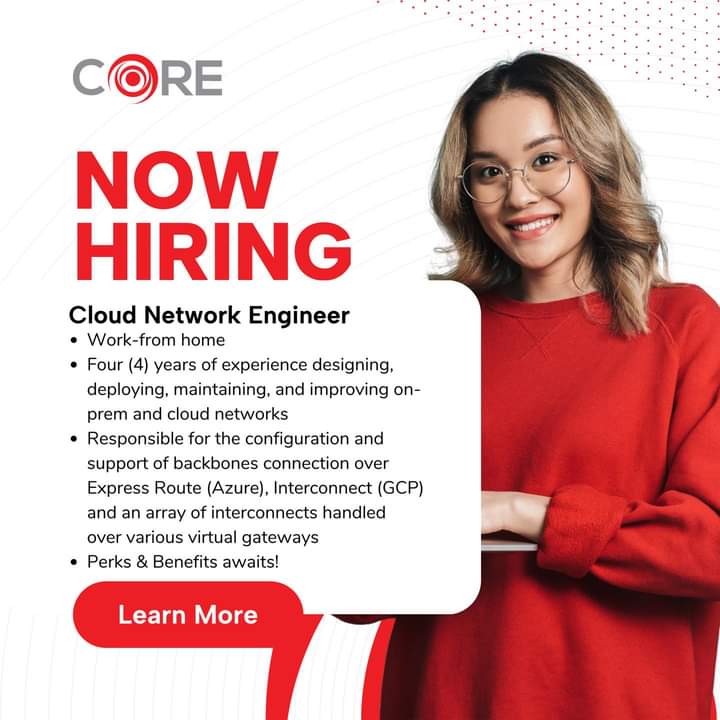 CORE
NOW
HIRING
Cloud Network Engineer
• Work-from home
• Four (4) years of experience designing,
deploying, maintaining, and improving on-
prem and cloud networks
• Responsible for the configuration and
support of backbones connection over
Express Route (Azure), Interconnect (GCP)
and an array of interconnects handled
over various virtual gateways
• Perks & Benefits awaits!
Learn More